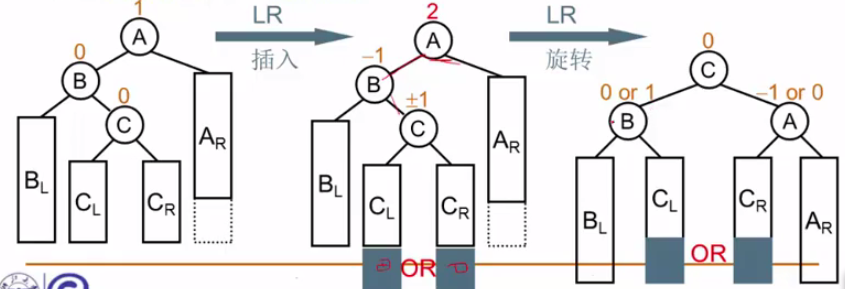 1
LR
2
LR
0
A
插入
A
旋转
C
0
−1
0 or 1
−1 or 0
B
B
B
A
0
±1
C
C
A_R
A_R
B_L
C_L
C_R
B_L
C_L
C_R
B_L
C_L
C_R
A_R
OR
OR